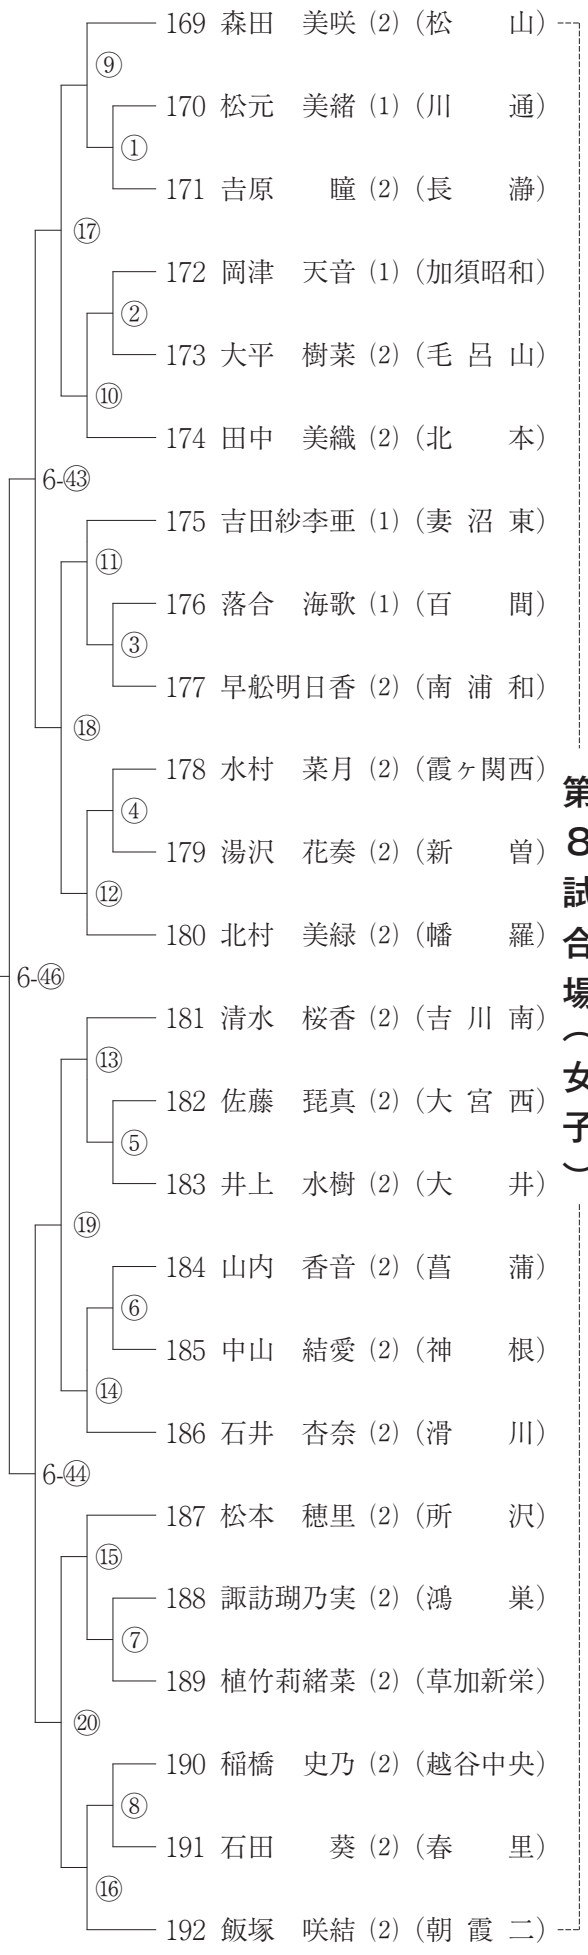 169 森田 美咲 (2) (松 山)
⑨
170 松元 美緒 (1) (川 通)
①
171 吉原 瞳 (2) (長 瀞)
⑰
172 岡津 天音 (1) (加須昭和)
②
173 大平 樹菜 (2) (毛呂山)
⑩
174 田中 美織 (2) (北 本)
6-㊸
175 吉田紗李亜 (1) (妻沼東)
⑪
176 落合 海歌 (1) (百 間)
③
177 早舩明日香 (2) (南浦和)
⑱
178 水村 菜月 (2) (霞ヶ関西)
④
179 湯沢 花奏 (2) (新 曽)
⑫
180 北村 美緑 (2) (幡 羅)
6-㊻
181 清水 桜香 (2) (吉川南)
⑬
182 佐藤 琵真 (2) (大宮西)
⑤
183 井上 水樹 (2) (大 井)
⑲
184 山内 香音 (2) (菖 蒲)
⑥
185 中山 結愛 (2) (神 根)
⑭
186 石井 杏奈 (2) (滑 川)
6-㊹
187 松本 穂里 (2) (所 沢)
⑮
188 諏訪瑚乃実 (2) (鴻 巣)
⑦
189 植竹莉緒菜 (2) (草加新栄)
⑳
190 稲橋 史乃 (2) (越谷中央)
⑧
191 石田 葵 (2) (春 里)
⑯
192 飯塚 咲結 (2) (朝霞二)
第8試合場(女子)